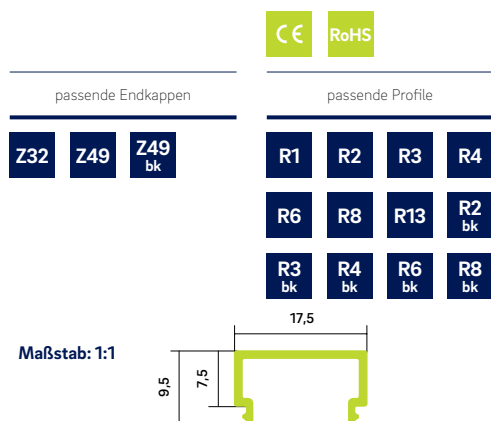 CE RoHS
passende Endkappen
Z32 Z49 Z49 bk
passende Profile
R1 R2 R3 R4
R6 R8 R13 R2 bk
R3 bk R4 bk R6 bk R8 bk
Maßstab: 1:1
17,5
9,5
7,5